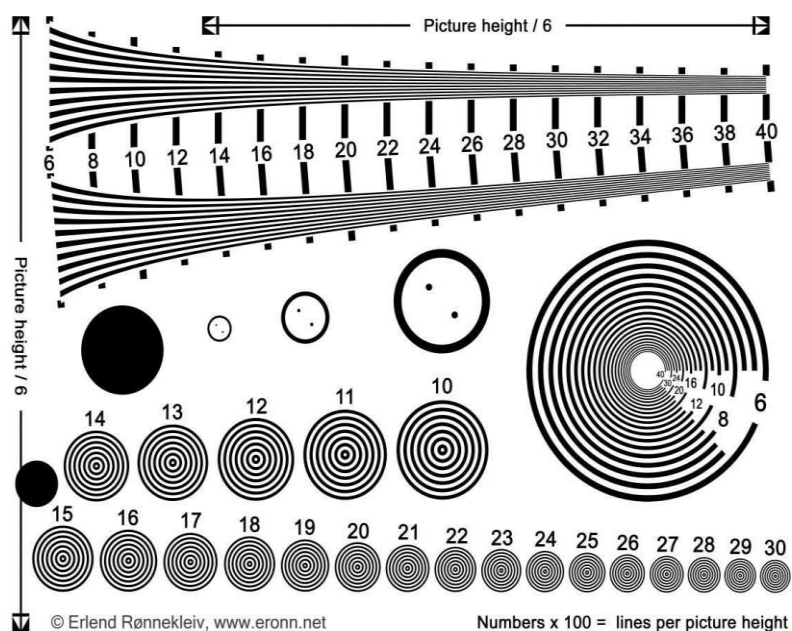 Picture height / 6
6 8 10 12 14 16 18 20 22 24 26 28 30 32 34 36 38 40
Picture height / 6
40 30 24 20 16 12 10 8 6
14 13 12 11 10
15 16 17 18 19 20 21 22 23 24 25 26 27 28 29 30
© Erlend Rønnekleiv, www.eronn.net
Numbers x 100 = lines per picture height